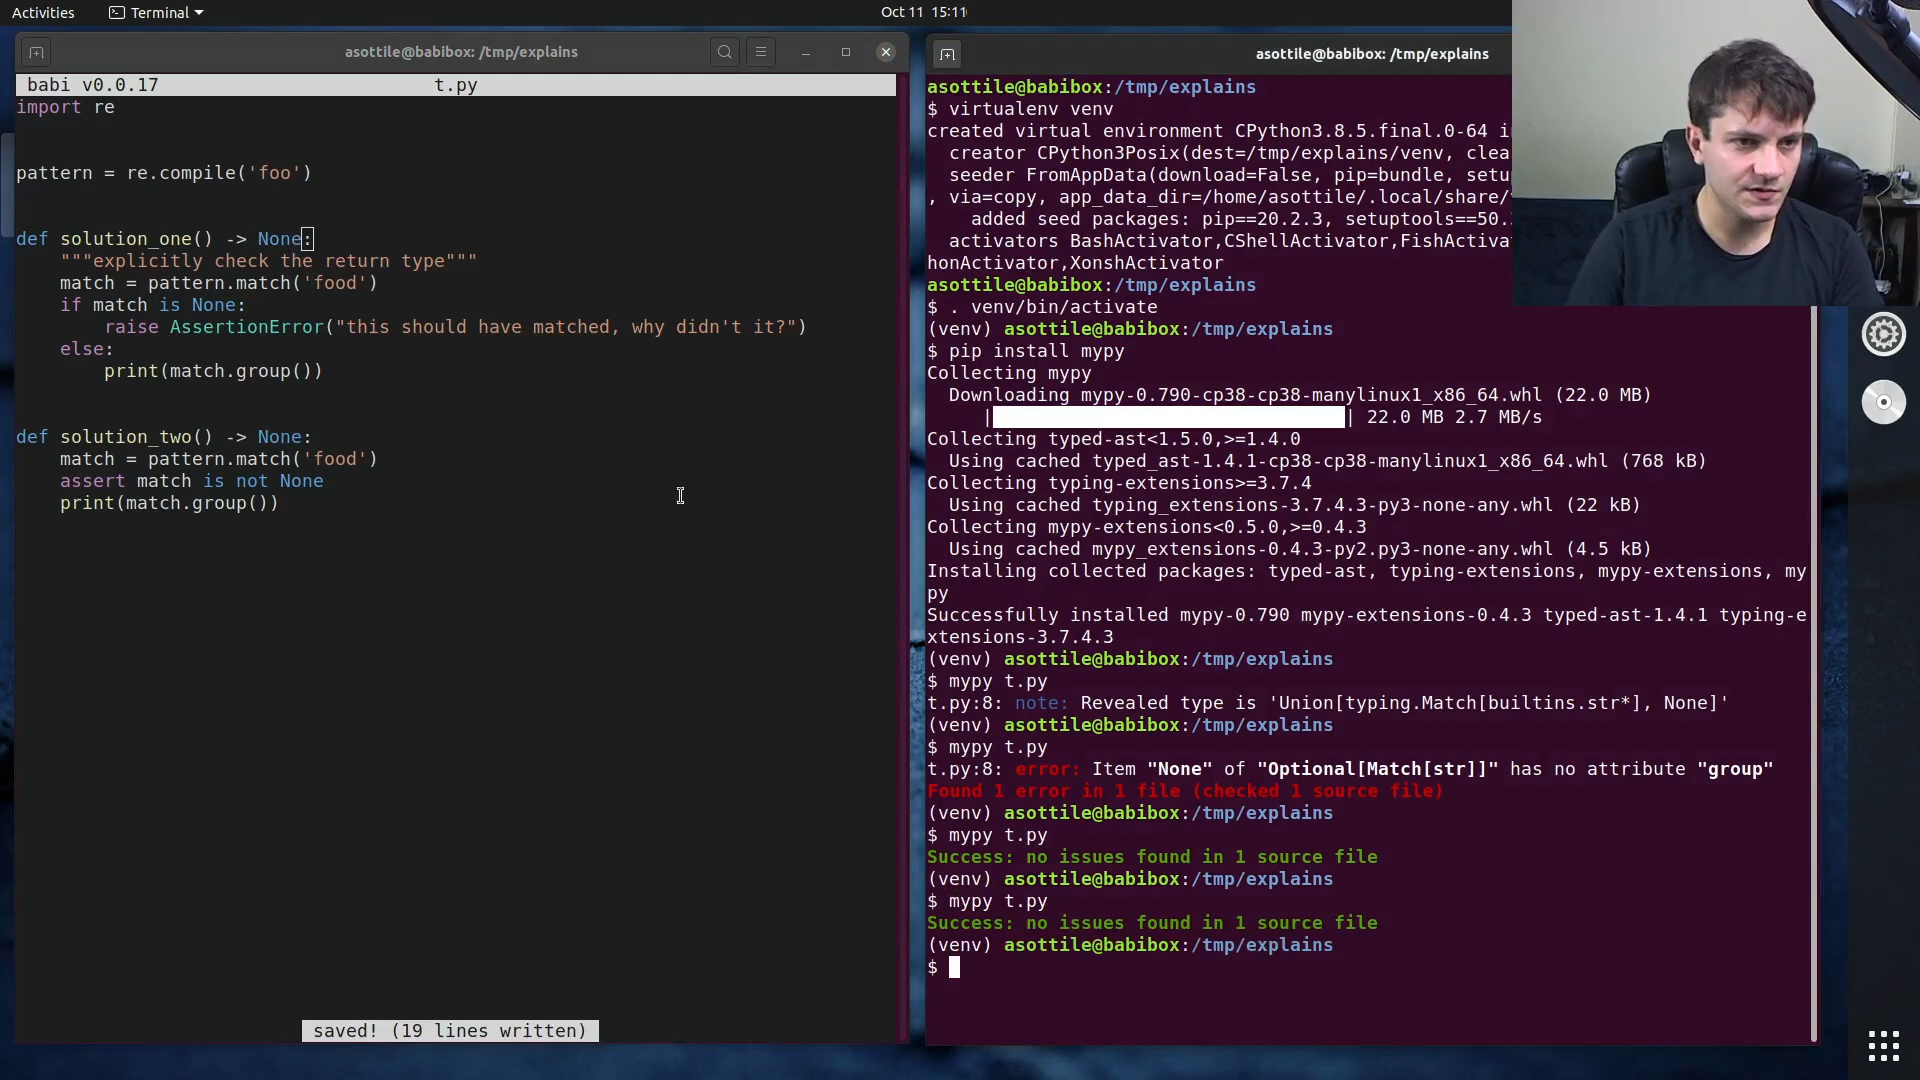 Activities
Terminal
Oct 11 15:11
asottile@babibox: /tmp/explains
babi v0.0.17 t.py
import re
pattern = re.compile('foo')
def solution_one() -> None:
"""explicitly check the return type"""
match = pattern.match('food')
if match is None:
raise AssertionError("this should have matched, why didn't it?")
else:
print(match.group())
def solution_two() -> None:
match = pattern.match('food')
assert match is not None
print(match.group())
saved! (19 lines written)
asottile@babibox: /tmp/explains
asottile@babibox:/tmp/explains
$ virtualenv venv
created virtual environment CPython3.8.5.final.0-64 i
creator CPython3Posix(dest=/tmp/explains/venv, clea
seeder FromAppData(download=False, pip=bundle, setu
, via=copy, app_data_dir=/home/asottile/.local/share/
added seed packages: pip==20.2.3, setuptools==50.
activators BashActivator,CShellActivator,FishActiva
honActivator,XonshActivator
asottile@babibox:/tmp/explains
$ . venv/bin/activate
(venv) asottile@babibox:/tmp/explains
$ pip install mypy
Collecting mypy
Downloading mypy-0.790-cp38-cp38-manylinux1_x86_64.whl (22.0 MB)
| | 22.0 MB 2.7 MB/s
Collecting typed-ast<1.5.0,>=1.4.0
Using cached typed_ast-1.4.1-cp38-cp38-manylinux1_x86_64.whl (768 kB)
Collecting typing-extensions>=3.7.4
Using cached typing_extensions-3.7.4.3-py3-none-any.whl (22 kB)
Collecting mypy-extensions<0.5.0,>=0.4.3
Using cached mypy_extensions-0.4.3-py2.py3-none-any.whl (4.5 kB)
Installing collected packages: typed-ast, typing-extensions, mypy-extensions, my
py
Successfully installed mypy-0.790 mypy-extensions-0.4.3 typed-ast-1.4.1 typing-e
xtensions-3.7.4.3
(venv) asottile@babibox:/tmp/explains
$ mypy t.py
t.py:8: note: Revealed type is 'Union[typing.Match[builtins.str*], None]'
(venv) asottile@babibox:/tmp/explains
$ mypy t.py
t.py:8: error: Item "None" of "Optional[Match[str]]" has no attribute "group"
Found 1 error in 1 file (checked 1 source file)
(venv) asottile@babibox:/tmp/explains
$ mypy t.py
Success: no issues found in 1 source file
(venv) asottile@babibox:/tmp/explains
$ mypy t.py
Success: no issues found in 1 source file
(venv) asottile@babibox:/tmp/explains
$